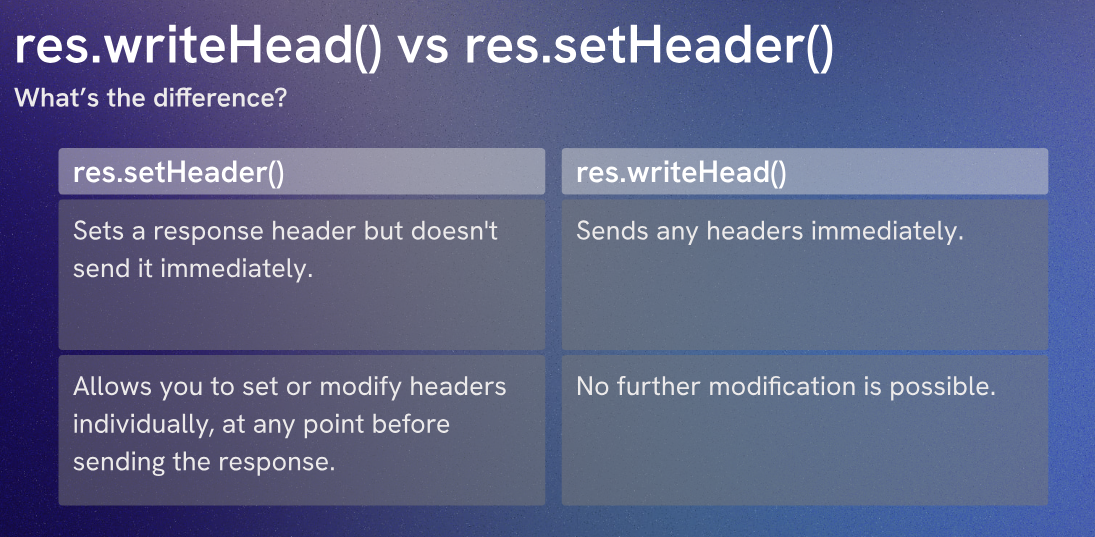 res.writeHead() vs res.setHeader()
What’s the difference?
res.setHeader()
res.writeHead()
Sets a response header but doesn't
send it immediately.
Sends any headers immediately.
Allows you to set or modify headers
individually, at any point before
sending the response.
No further modification is possible.